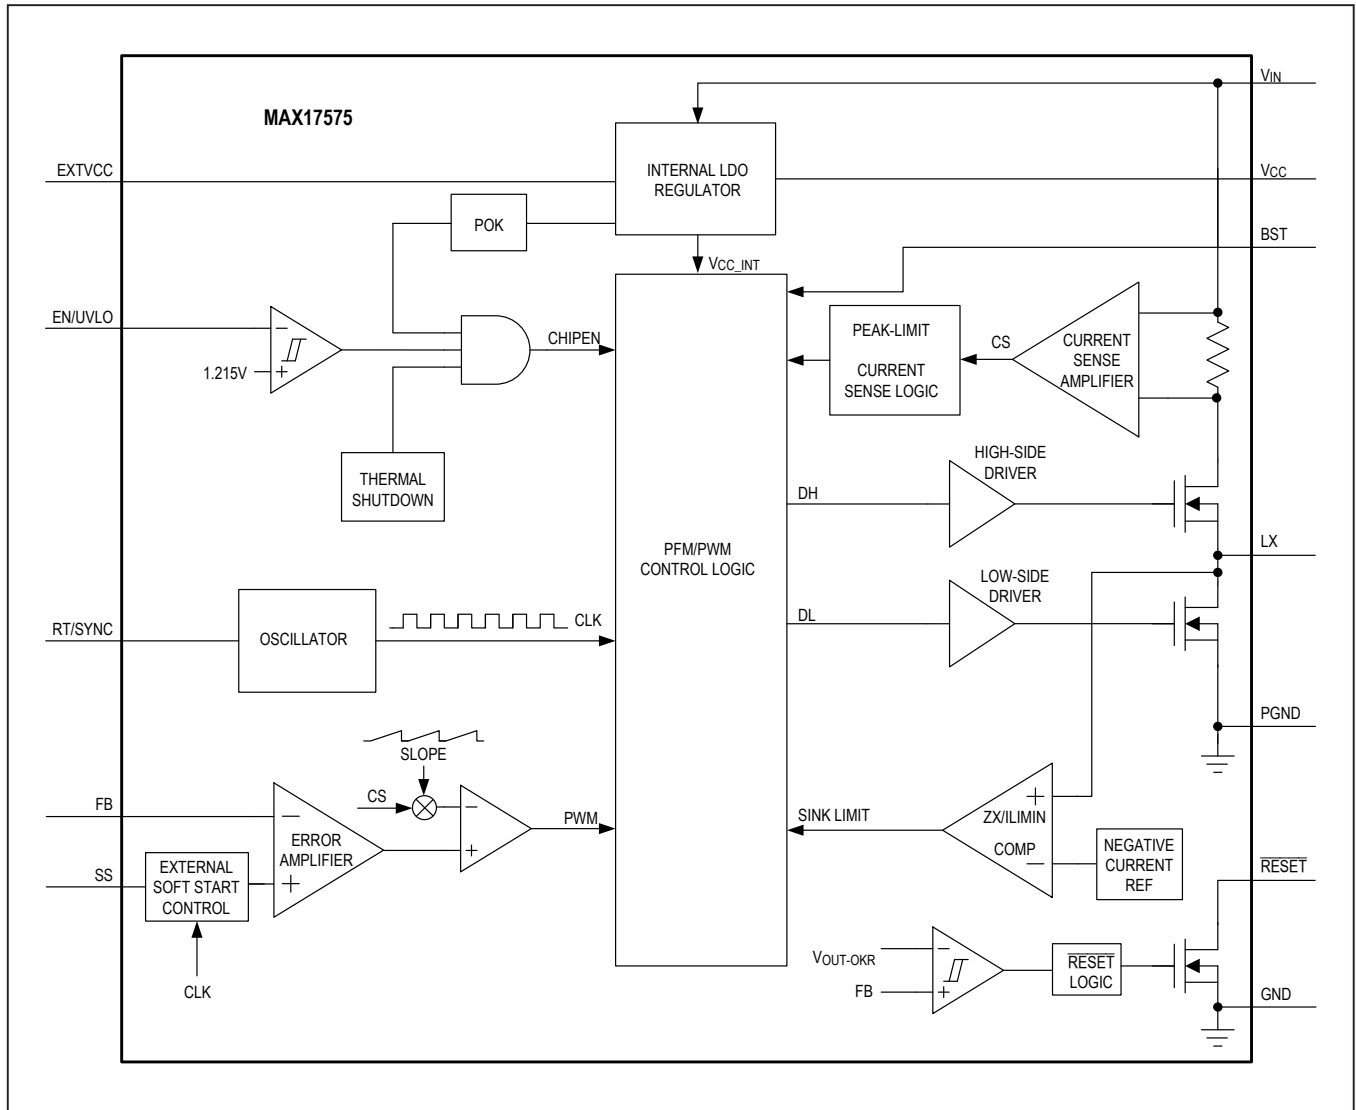 MAX17575
VIN
EXTVCC
INTERNAL LDO
REGULATOR
VCC
POK
BST
VCC_INT
EN/UVLO
−
1.215V
+
CHIPEN
PEAK-LIMIT
CURRENT
SENSE LOGIC
CS
CURRENT
SENSE
AMPLIFIER
THERMAL
SHUTDOWN
HIGH-SIDE
DRIVER
DH
LX
PFM/PWM
CONTROL LOGIC
LOW-SIDE
DRIVER
DL
RT/SYNC
OSCILLATOR
CLK
PGND
SLOPE
CS
−
+
PWM
FB
−
ERROR
AMPLIFIER
+
SS
EXTERNAL
SOFT START
CONTROL
CLK
SINK LIMIT
+
ZX/ILIMIN
COMP
−
NEGATIVE
CURRENT
REF
RESET
VOUT-OKR
−
FB
+
RESET
LOGIC
GND